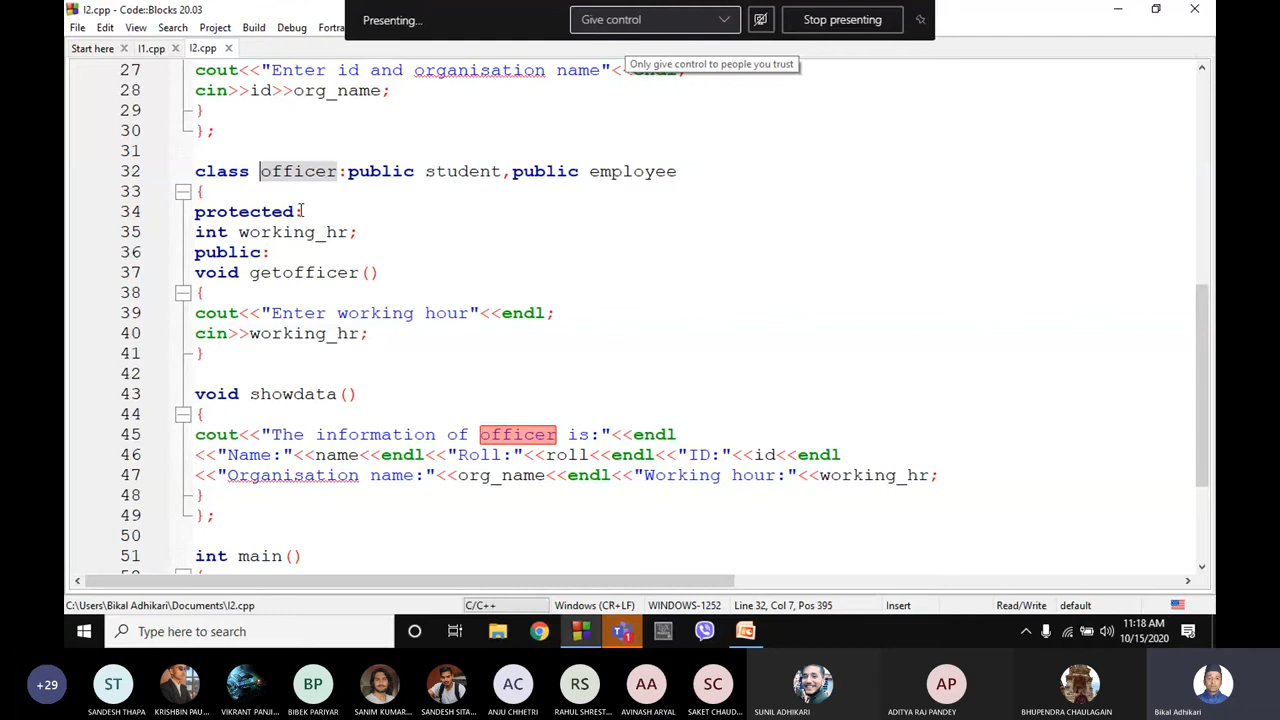 I2.cpp - Code::Blocks 20.03
Presenting...
Give control
Stop presenting
File Edit View Search Project Build Debug Fortra
Only give control to people you trust
Start here I1.cpp I2.cpp
27 cout<<"Enter id and organisation name"<<endl;
28 cin>>id>>org_name;
29 }
30 };
31
32 class officer:public student,public employee
33 {
34 protected:
35 int working_hr;
36 public:
37 void getofficer()
38 {
39 cout<<"Enter working hour"<<endl;
40 cin>>working_hr;
41 }
42
43 void showdata()
44 {
45 cout<<"The information of officer is:"<<endl
46 <<"Name:"<<name<<endl<<"Roll:"<<roll<<endl<<"ID:"<<id<<endl
47 <<"Organisation name:"<<org_name<<endl<<"Working hour:"<<working_hr;
48 }
49 };
50
51 int main()
C:\Users\Bikal Adhikari\Documents\I2.cpp C/C++ Windows (CR+LF) WINDOWS-1252 Line 32, Col 7, Pos 395 Insert Read/Write default
Type here to search
11:18 AM
10/15/2020
+29 ST BP AC RS AA SC AP
SANDESH THAPA KRISHBIN PAU... VIKRANT PANJI... BIBEK PARIYAR SANIM KUMAR... SANDESH SITA... ANJU CHHETRI RAHUL SHREST... AVINASH ARYAL SAKET CHAUD... SUNIL ADHIKARI ADITYA RAJ PANDEY BHUPENDRA CHAULAGAIN Bikal Adhikari